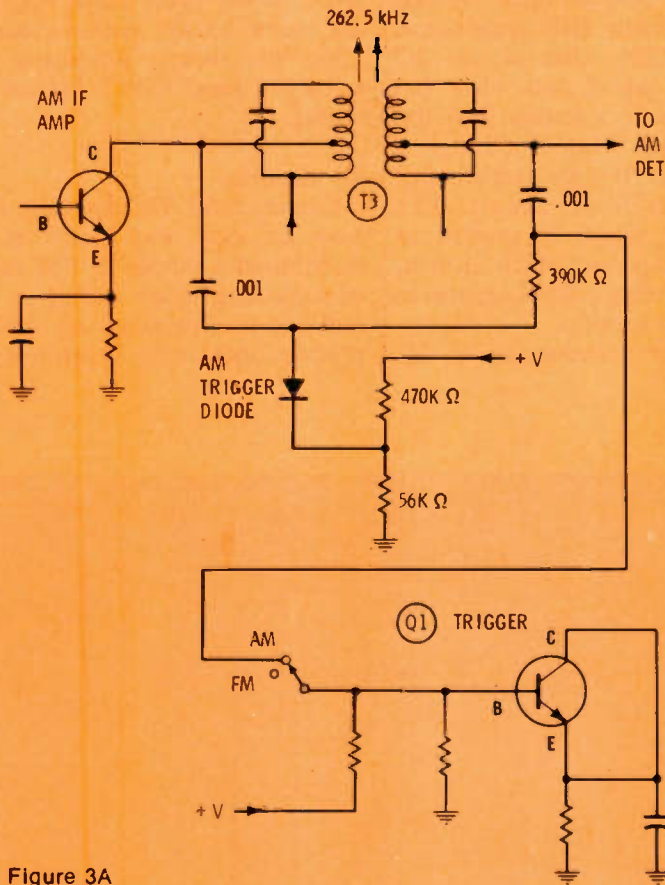 262.5 kHz
AM IF
AMP
C
B
E
T3
TO
AM
DET
.001
.001
390K Ω
AM
TRIGGER
DIODE
+ V
470K Ω
56K Ω
AM
FM
Q1 TRIGGER
C
B
E
+ V
Figure 3A